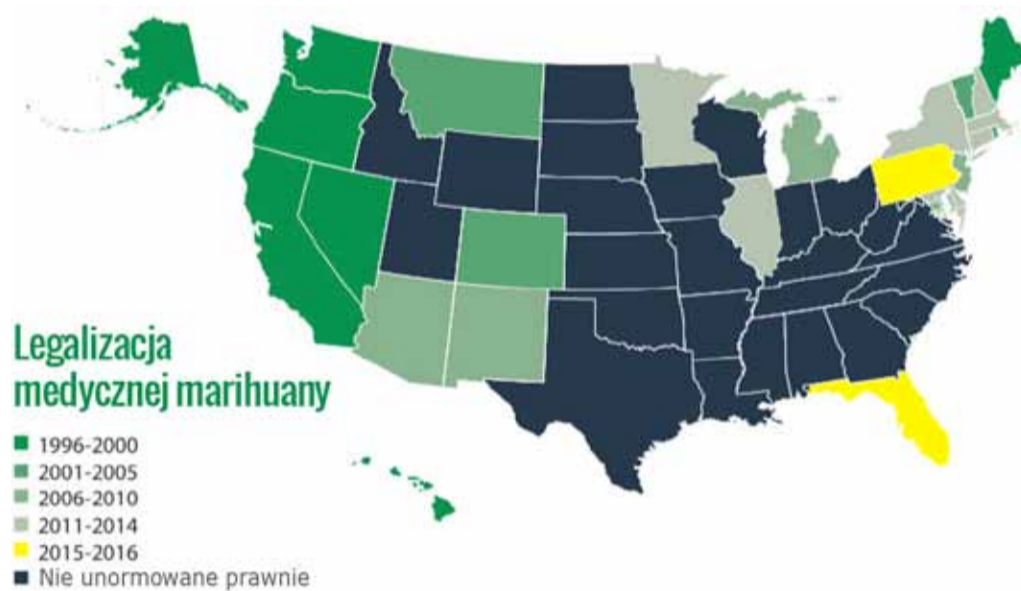 Legalizacja
medycznej marihuany
1996-2000
2001-2005
2006-2010
2011-2014
2015-2016
Nie unormowane prawnie